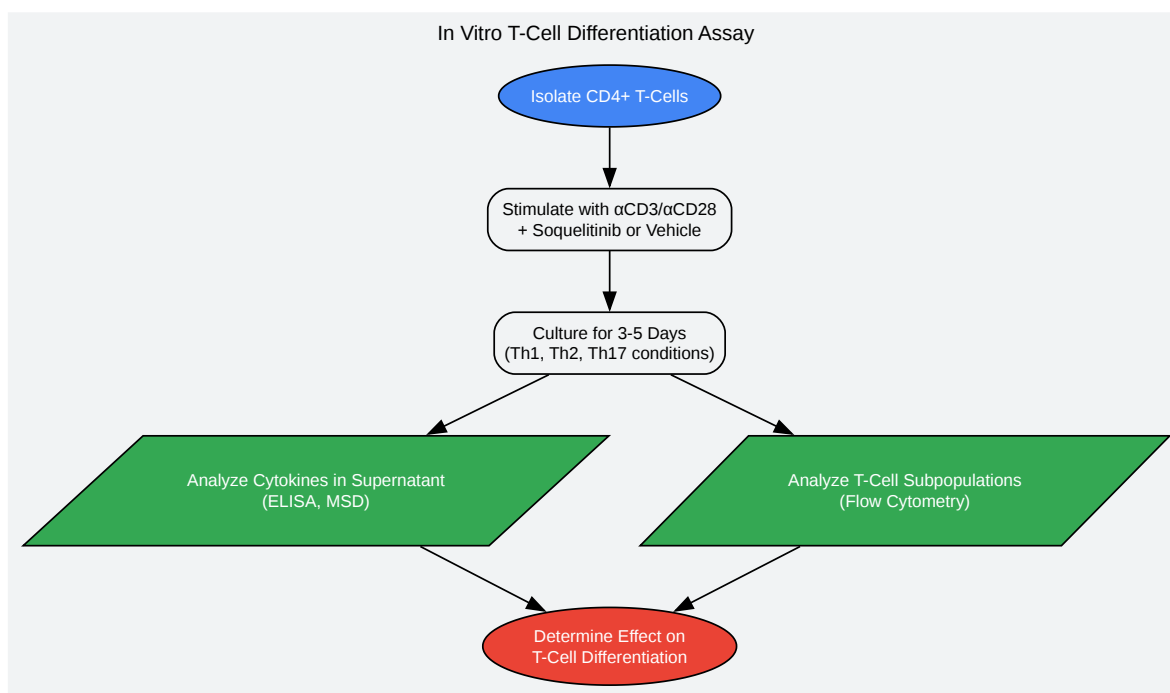 In Vitro T-Cell Differentiation Assay
Isolate CD4+ T-Cells
Stimulate with αCD3/αCD28
+ Soquelitinib or Vehicle
Culture for 3-5 Days
(Th1, Th2, Th17 conditions)
Analyze Cytokines in Supernatant
(ELISA, MSD)
Analyze T-Cell Subpopulations
(Flow Cytometry)
Determine Effect on
T-Cell Differentiation